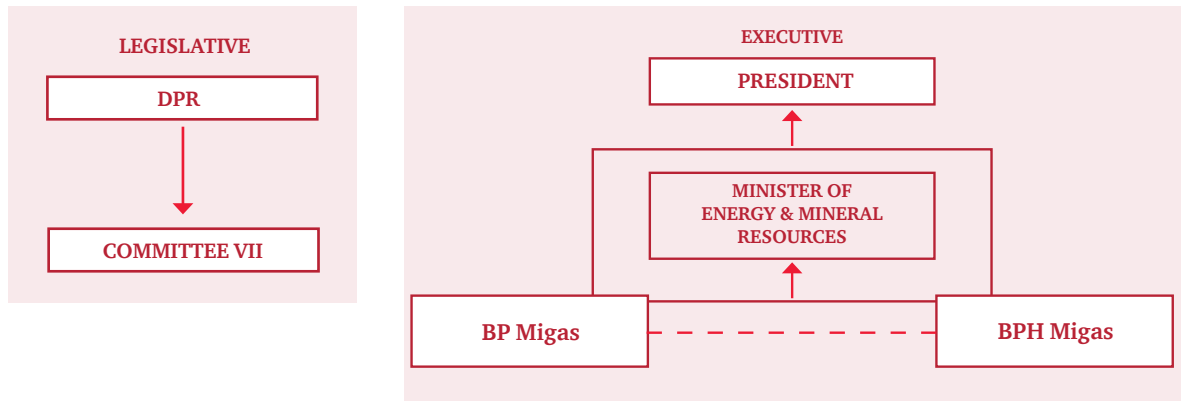 LEGISLATIVE
DPR
COMMITTEE VII
EXECUTIVE
PRESIDENT
MINISTER OF
ENERGY & MINERAL
RESOURCES
BP Migas
BPH Migas